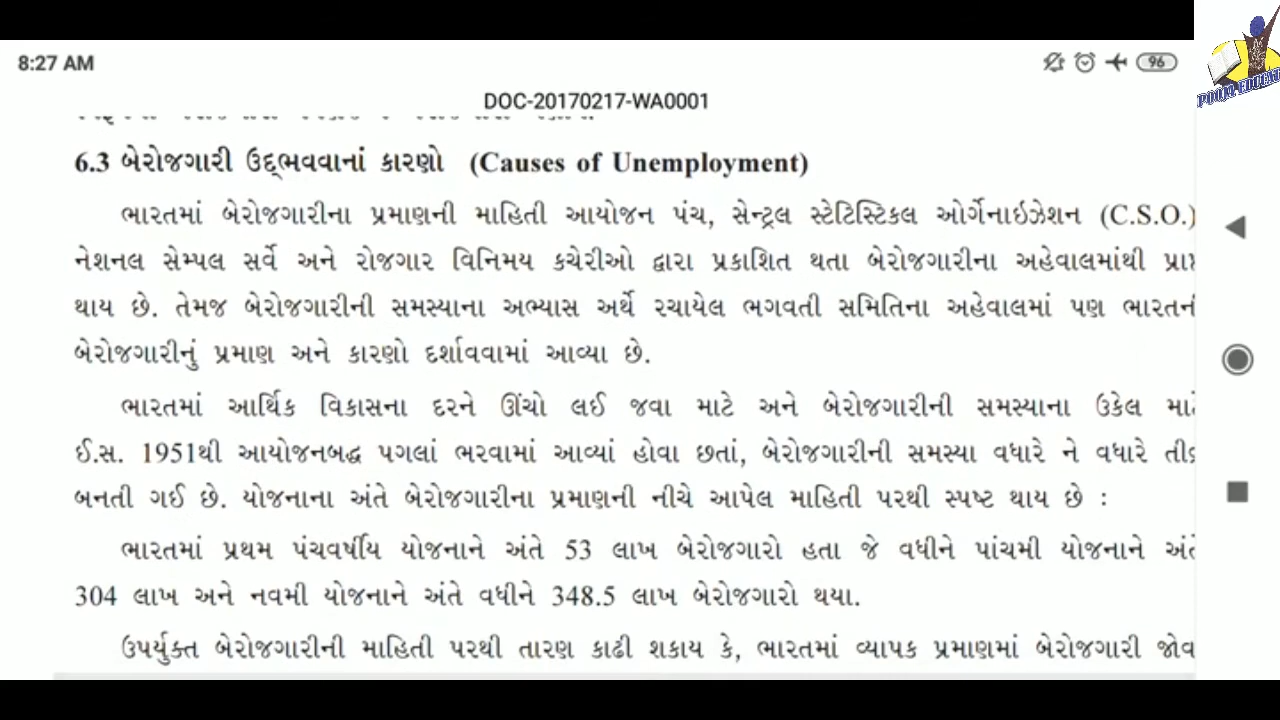 8:27 AM
96
DOC-20170217-WA0001
6.3 બેરોજગારી ઉદ્ભવવાનાં કારણો (Causes of Unemployment)
ભારતમાં બેરોજગારીના પ્રમાણની માહિતી આયોજન પંચ, સેન્ટ્રલ સ્ટેટિસ્ટિકલ ઓર્ગેનાઇઝેશન (C.S.O.)
નેશનલ સેમ્પલ સર્વે અને રોજગાર વિનિમય કચેરીઓ દ્વારા પ્રકાશિત થતા બેરોજગારીના અહેવાલમાંથી
થાય છે. તેમજ બેરોજગારીની સમસ્યાના અભ્યાસ અર્થે રચાયેલ ભગવતી સમિતિના અહેવાલમાં પણ
બેરોજગારીનું પ્રમાણ અને કારણો દર્શાવવામાં આવ્યા છે.
ભારતમાં આર્થિક વિકાસના દરને ઊંચો લઈ જવા માટે અને બેરોજગારીની સમસ્યાના ઉકેલ
ઈ.સ. 1951થી આયોજનબદ્ધ પગલાં ભરવામાં આવ્યાં હોવા છતાં, બેરોજગારીની સમસ્યા વધારે ને વધારે
બનતી ગઈ છે. યોજનાના અંતે બેરોજગારીના પ્રમાણની નીચે આપેલ માહિતી પરથી સ્પષ્ટ થાય છે :
ભારતમાં પ્રથમ પંચવર્ષીય યોજનાને અંતે 53 લાખ બેરોજગારો હતા જે વધીને પાંચમી યોજનાને
304 લાખ અને નવમી યોજનાને અંતે વધીને 348.5 લાખ બેરોજગારો થયા.
ઉપર્યુક્ત બેરોજગારીની માહિતી પરથી તારણ કાઢી શકાય કે, ભારતમાં વ્યાપક પ્રમાણમાં બેરોજગારી